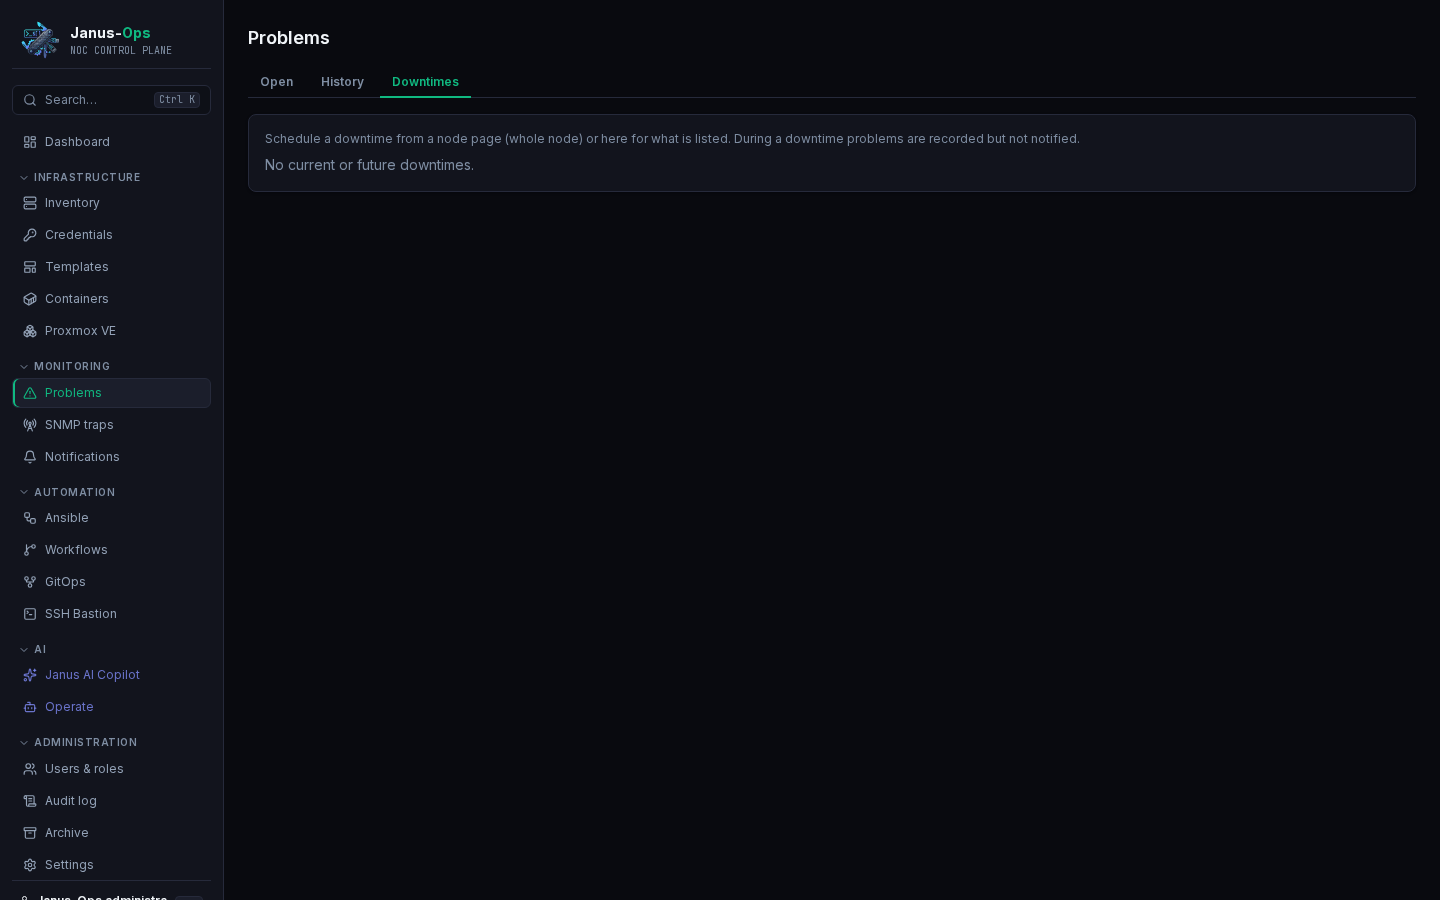 Janus-Ops
NOC CONTROL PLANE
Search...
Ctrl K
Dashboard
INFRASTRUCTURE
Inventory
Credentials
Templates
Containers
Proxmox VE
MONITORING
Problems
SNMP traps
Notifications
AUTOMATION
Ansible
Workflows
GitOps
SSH Bastion
AI
Janus AI Copilot
Operate
ADMINISTRATION
Users & roles
Audit log
Archive
Settings
Janus-Ops administra
Problems
Open
History
Downtimes
Schedule a downtime from a node page (whole node) or here for what is listed. During a downtime problems are recorded but not notified.
No current or future downtimes.